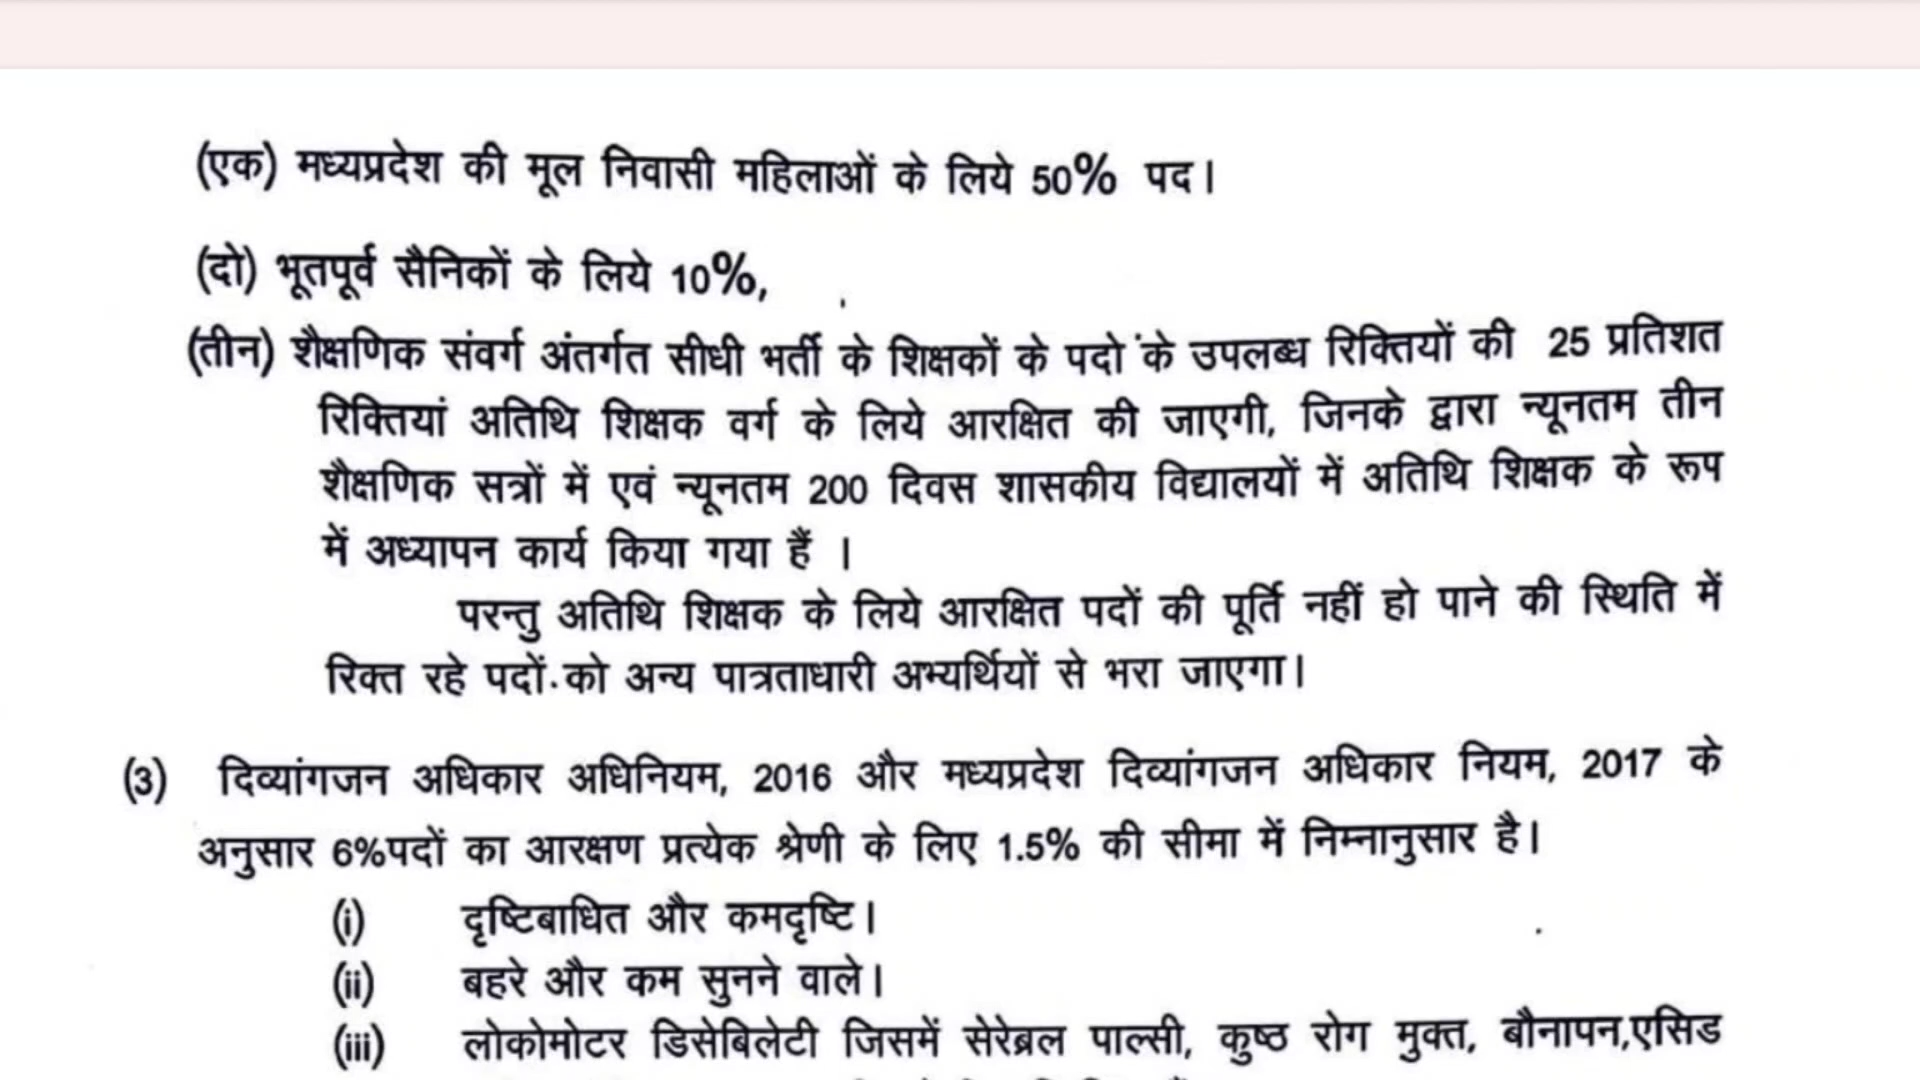 (एक) मध्यप्रदेश की मूल निवासी महिलाओं के लिये 50% पद।
(दो) भूतपूर्व सैनिकों के लिये 10%,
(तीन) शैक्षणिक संवर्ग अंतर्गत सीधी भर्ती के शिक्षकों के पदो के उपलब्ध रिक्तियों की 25 प्रतिशत
रिक्तियां अतिथि शिक्षक वर्ग के लिये आरक्षित की जाएगी, जिनके द्वारा न्यूनतम तीन
शैक्षणिक सत्रों में एवं न्यूनतम 200 दिवस शासकीय विद्यालयों में अतिथि शिक्षक के रूप
में अध्यापन कार्य किया गया हैं ।
परन्तु अतिथि शिक्षक के लिये आरक्षित पदों की पूर्ति नहीं हो पाने की स्थिति में
रिक्त रहे पदों को अन्य पात्रताधारी अभ्यर्थियों से भरा जाएगा।
(3) दिव्यांगजन अधिकार अधिनियम, 2016 और मध्यप्रदेश दिव्यांगजन अधिकार नियम, 2017 के
अनुसार 6%पदों का आरक्षण प्रत्येक श्रेणी के लिए 1.5% की सीमा में निम्नानुसार है।
(i) दृष्टिबाधित और कमदृष्टि।
(ii) बहरे और कम सुनने वाले।
(iii) लोकोमोटर डिसेबिलेटी जिसमें सेरेब्रल पाल्सी, कुष्ठ रोग मुक्त, बौनापन,एसिड